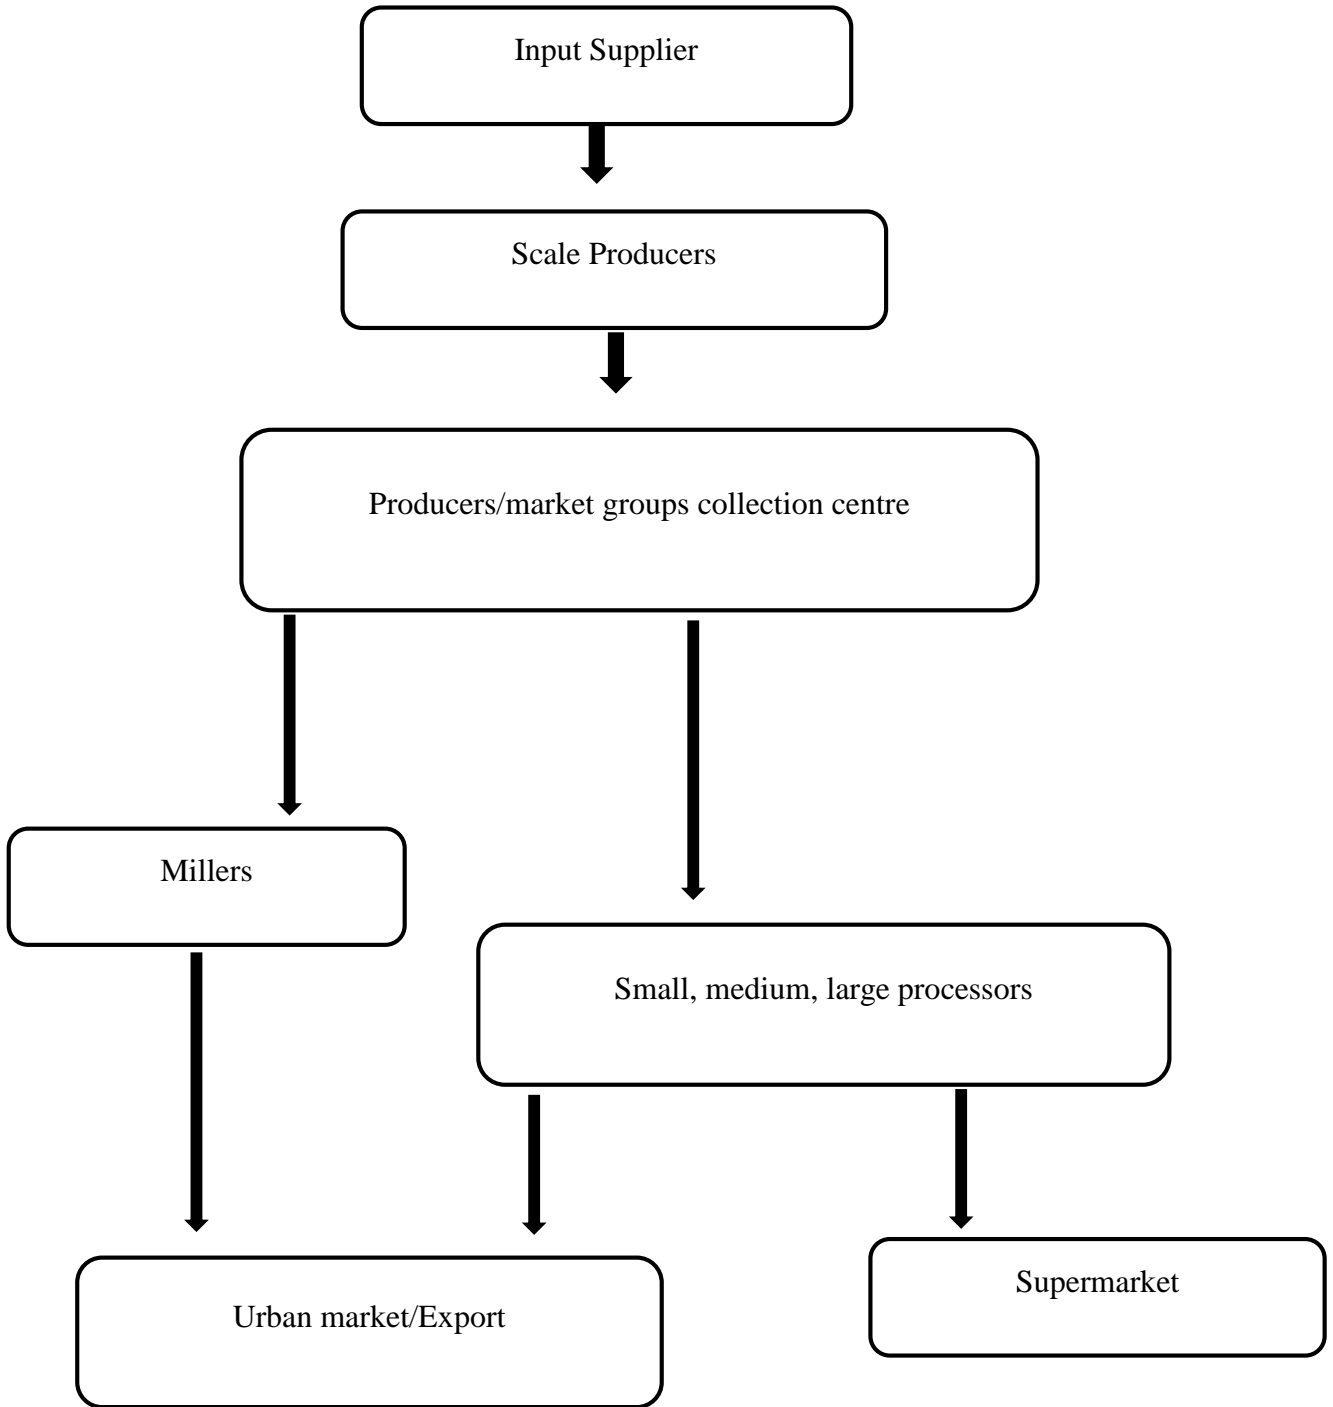 Input Supplier
Scale Producers
Producers/market groups collection centre
Millers
Small, medium, large processors
Supermarket
Urban market/Export